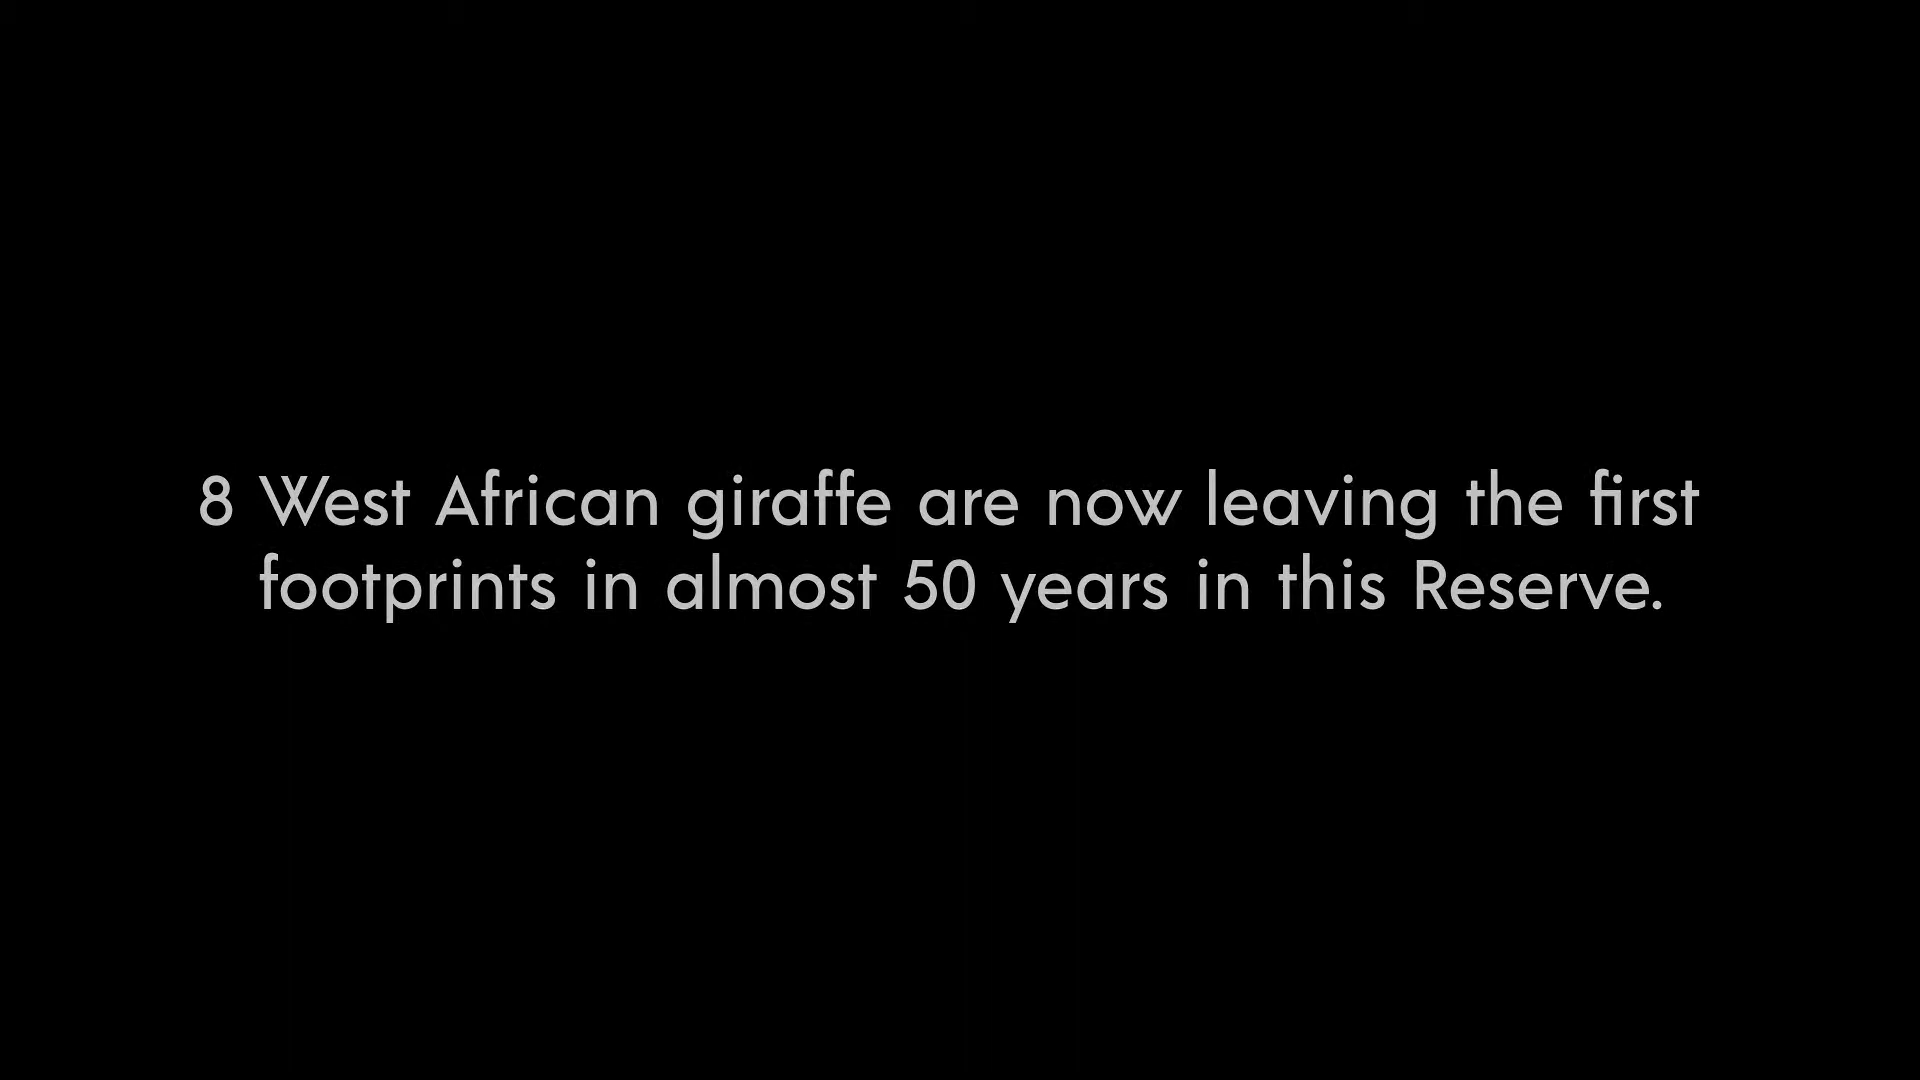 8 West African giraffe are now leaving the first
footprints in almost 50 years in this Reserve.